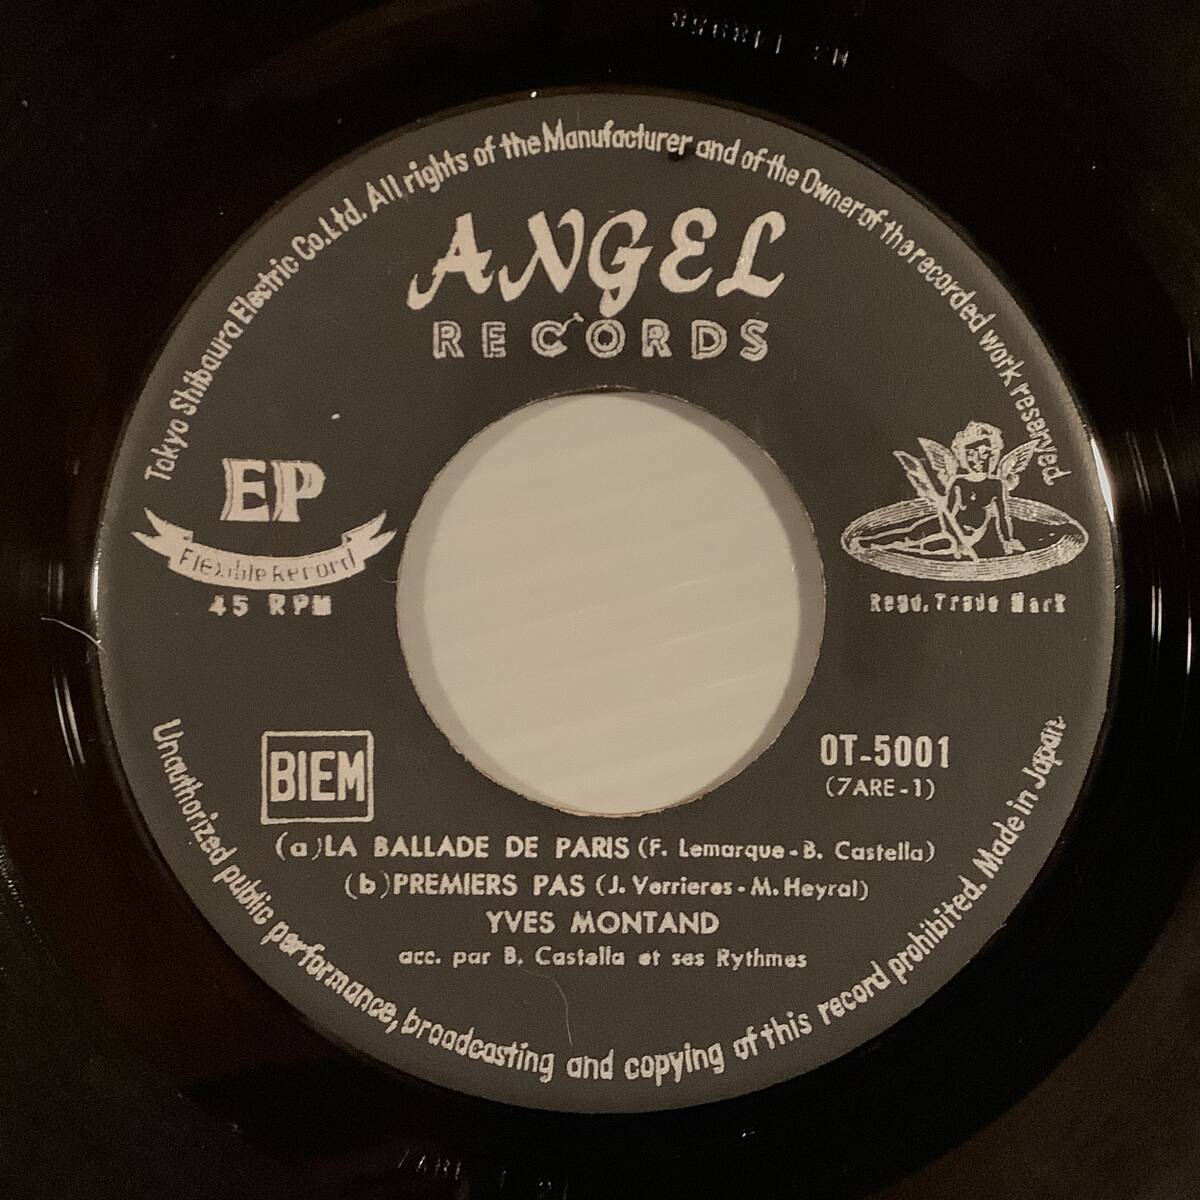 Tokyo Shibaura Electric Co.Ltd. All rights of the Manufacturer and of the Owner of the recorded work reserved
ANGEL
RECORDS
EP
Flexible Record
45 RPM
Regd. Trade Mark
BIEM
OT-5001
(7ARE-1)
(a) LA BALLADE DE PARIS (F. Lemarque-B. Castella)
(b) PREMIERS PAS (J. Verrieres-M. Heyral)
YVES MONTAND
acc. par B. Castella et ses Rythmes
Unauthorized public performance, broadcasting and copying of this record prohibited. Made in Japan.